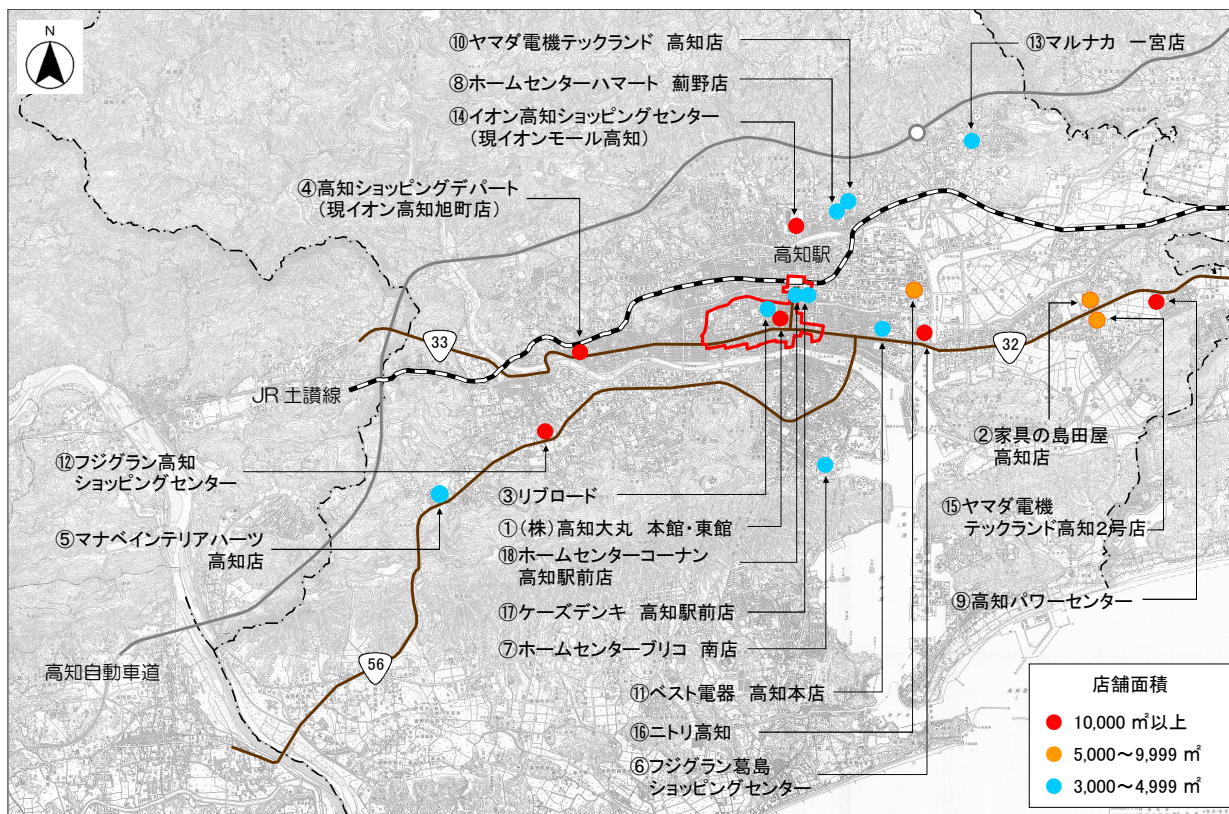 N
⑩ヤマダ電機テックランド 高知店
⑬マルナカ 一宮店
⑧ホームセンターハマート 薊野店
⑭イオン高知ショッピングセンター
(現イオンモール高知)
④高知ショッピングデパート
(現イオン高知旭町店)
高知駅
33
32
JR土讃線
②家具の島田屋
高知店
⑫フジグラン高知
ショッピングセンター
③リブロード
⑮ヤマダ電機
テックランド高知2号店
①(株)高知大丸 本館・東館
⑤マナベインテリアハーツ
高知店
⑱ホームセンターコーナン
高知駅前店
⑨高知パワーセンター
⑰ケーズデンキ 高知駅前店
⑦ホームセンターブリコ 南店
高知自動車道
56
⑪ベスト電器 高知本店
⑯ニトリ高知
⑥フジグラン葛島
ショッピングセンター
店舗面積
10,000 ㎡以上
5,000～9,999 ㎡
3,000～4,999 ㎡